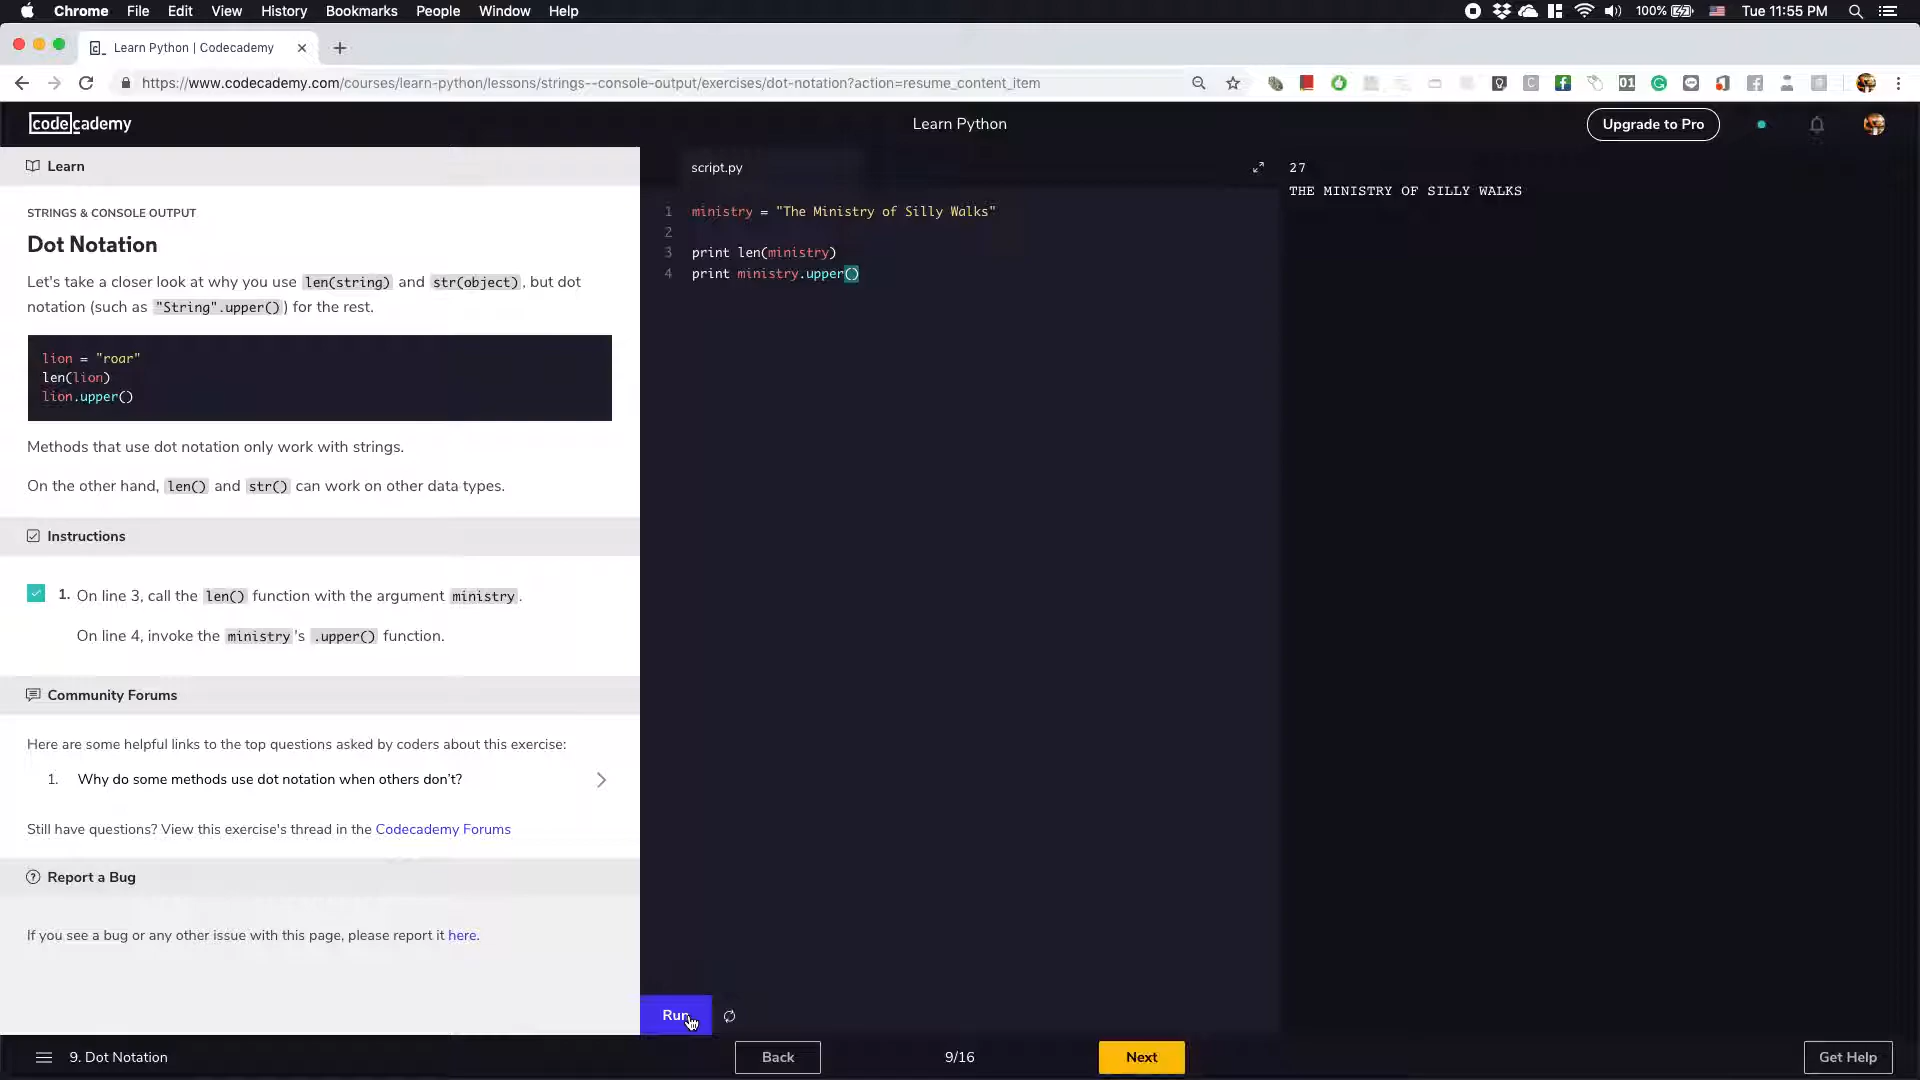 Chrome File Edit View History Bookmarks People Window Help 100% Tue 11:55 PM
Learn Python | Codecademy
https://www.codecademy.com/courses/learn-python/lessons/strings--console-output/exercises/dot-notation?action=resume_content_item
codecademy
Learn Python
Upgrade to Pro
Learn
STRINGS & CONSOLE OUTPUT
Dot Notation
Let's take a closer look at why you use len(string) and str(object), but dot
notation (such as "String".upper()) for the rest.
lion = "roar"
len(lion)
lion.upper()
Methods that use dot notation only work with strings.
On the other hand, len() and str() can work on other data types.
Instructions
1. On line 3, call the len() function with the argument ministry.
On line 4, invoke the ministry's .upper() function.
Community Forums
Here are some helpful links to the top questions asked by coders about this exercise:
1. Why do some methods use dot notation when others don't?
Still have questions? View this exercise's thread in the Codecademy Forums
Report a Bug
If you see a bug or any other issue with this page, please report it here.
script.py
1 ministry = "The Ministry of Silly Walks"
2
3 print len(ministry)
4 print ministry.upper()
Run
27
THE MINISTRY OF SILLY WALKS
9. Dot Notation
Back
9/16
Next
Get Help